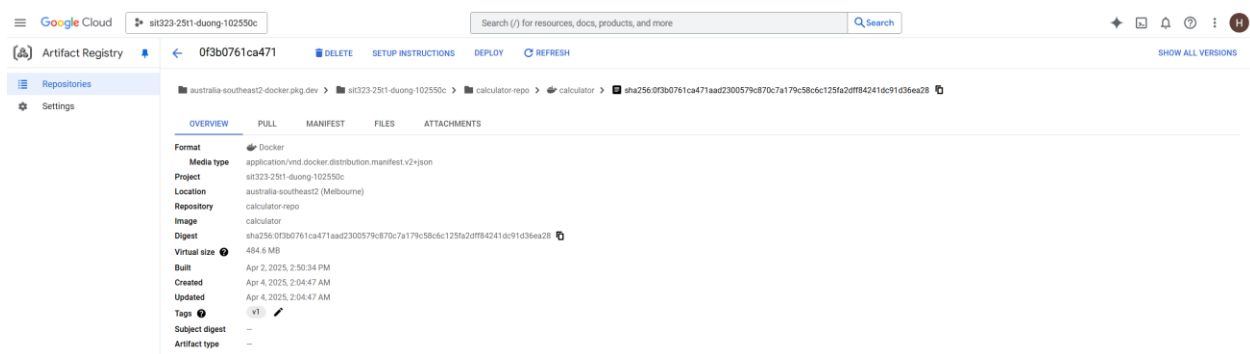 Google Cloud sit323-25t1-duong-102550c Search (/) for resources, docs, products, and more Search H
Artifact Registry 0f3b0761ca471 DELETE SETUP INSTRUCTIONS DEPLOY REFRESH SHOW ALL VERSIONS
Repositories
Settings
australia-southeast2-docker.pkg.dev > sit323-25t1-duong-102550c > calculator-repo > calculator > sha256:0f3b0761ca471aad2300579c870c7a179c58c6c125fa2dff84241dc91d36ea28
OVERVIEW PULL MANIFEST FILES ATTACHMENTS
Format Docker
Media type application/vnd.docker.distribution.manifest.v2+json
Project sit323-25t1-duong-102550c
Location australia-southeast2 (Melbourne)
Repository calculator-repo
Image calculator
Digest sha256:0f3b0761ca471aad2300579c870c7a179c58c6c125fa2dff84241dc91d36ea28
Virtual size 484.6 MB
Built Apr 2, 2025, 2:50:34 PM
Created Apr 4, 2025, 2:04:47 AM
Updated Apr 4, 2025, 2:04:47 AM
Tags v1
Subject digest —
Artifact type —